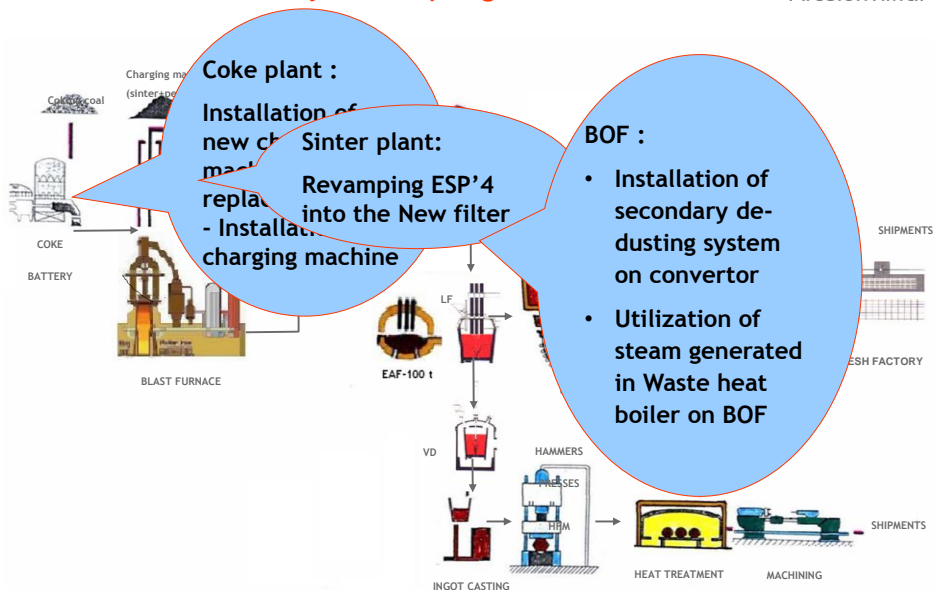 Charging ma
(sinter+pe
coal
Coke plant :
Installation of
new
replac
- Installati
charging machine
Sinter plant:
Revamping ESP'4
into the New filter
BOF :
• Installation of
secondary de-
dusting system
on convertor
• Utilization of
steam generated
in Waste heat
boiler on BOF
COKE
BATTERY
BLAST FURNACE
LF
EAF-100 t
SHIPMENTS
ESH FACTORY
VD
HAMMERS
PRESSES
HFM
SHIPMENTS
INGOT CASTING
HEAT TREATMENT
MACHINING